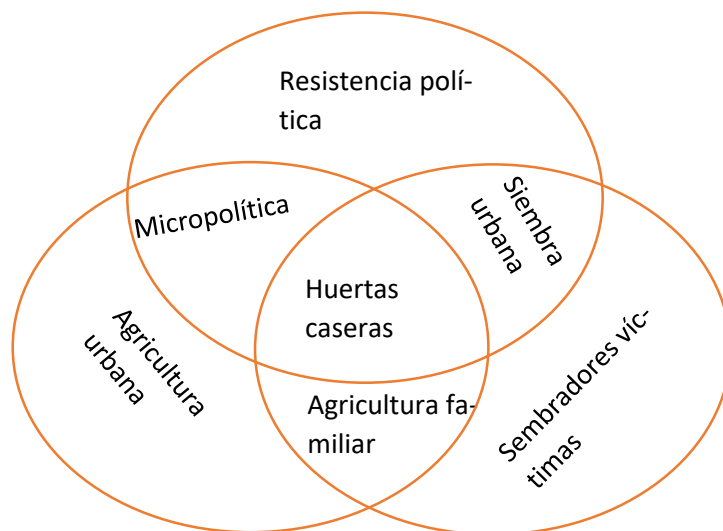 Resistencia polí-
tica
Micropolítica
Siembra
urbana
Huertas
caseras
Agricultura
urbana
Agricultura fa-
miliar
Sembradores víc-
timas